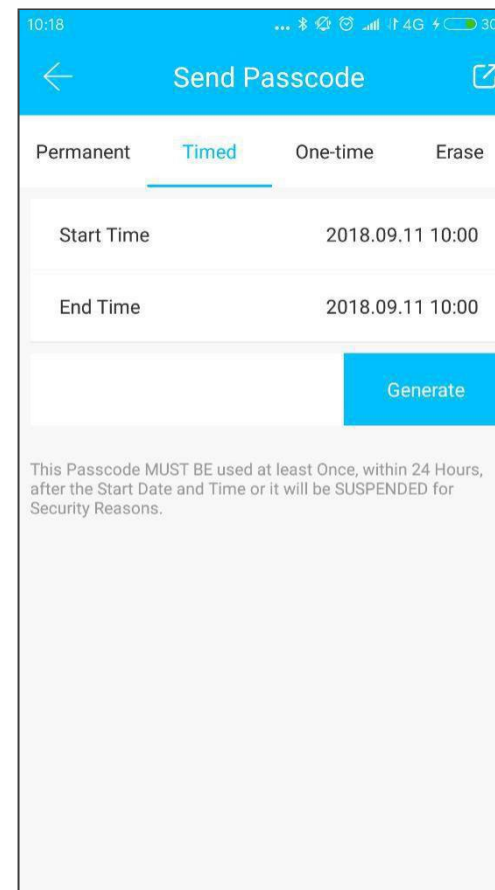 10:18 ... 4G 30
Send Passcode
Permanent Timed One-time Erase
Start Time 2018.09.11 10:00
End Time 2018.09.11 10:00
Generate
This Passcode MUST BE used at least Once, within 24 Hours,
after the Start Date and Time or it will be SUSPENDED for
Security Reasons.